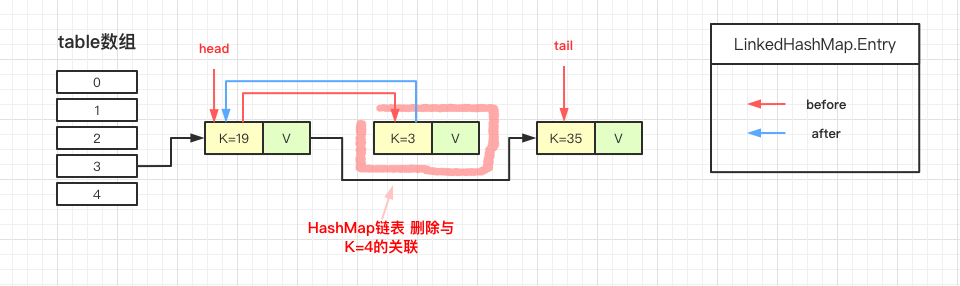 table数组
head
tail
LinkedHashMap.Entry
0
1
2
3
4
K=19
V
K=3
V
K=35
V
before
after
HashMap链表 删除与
K=4的关联